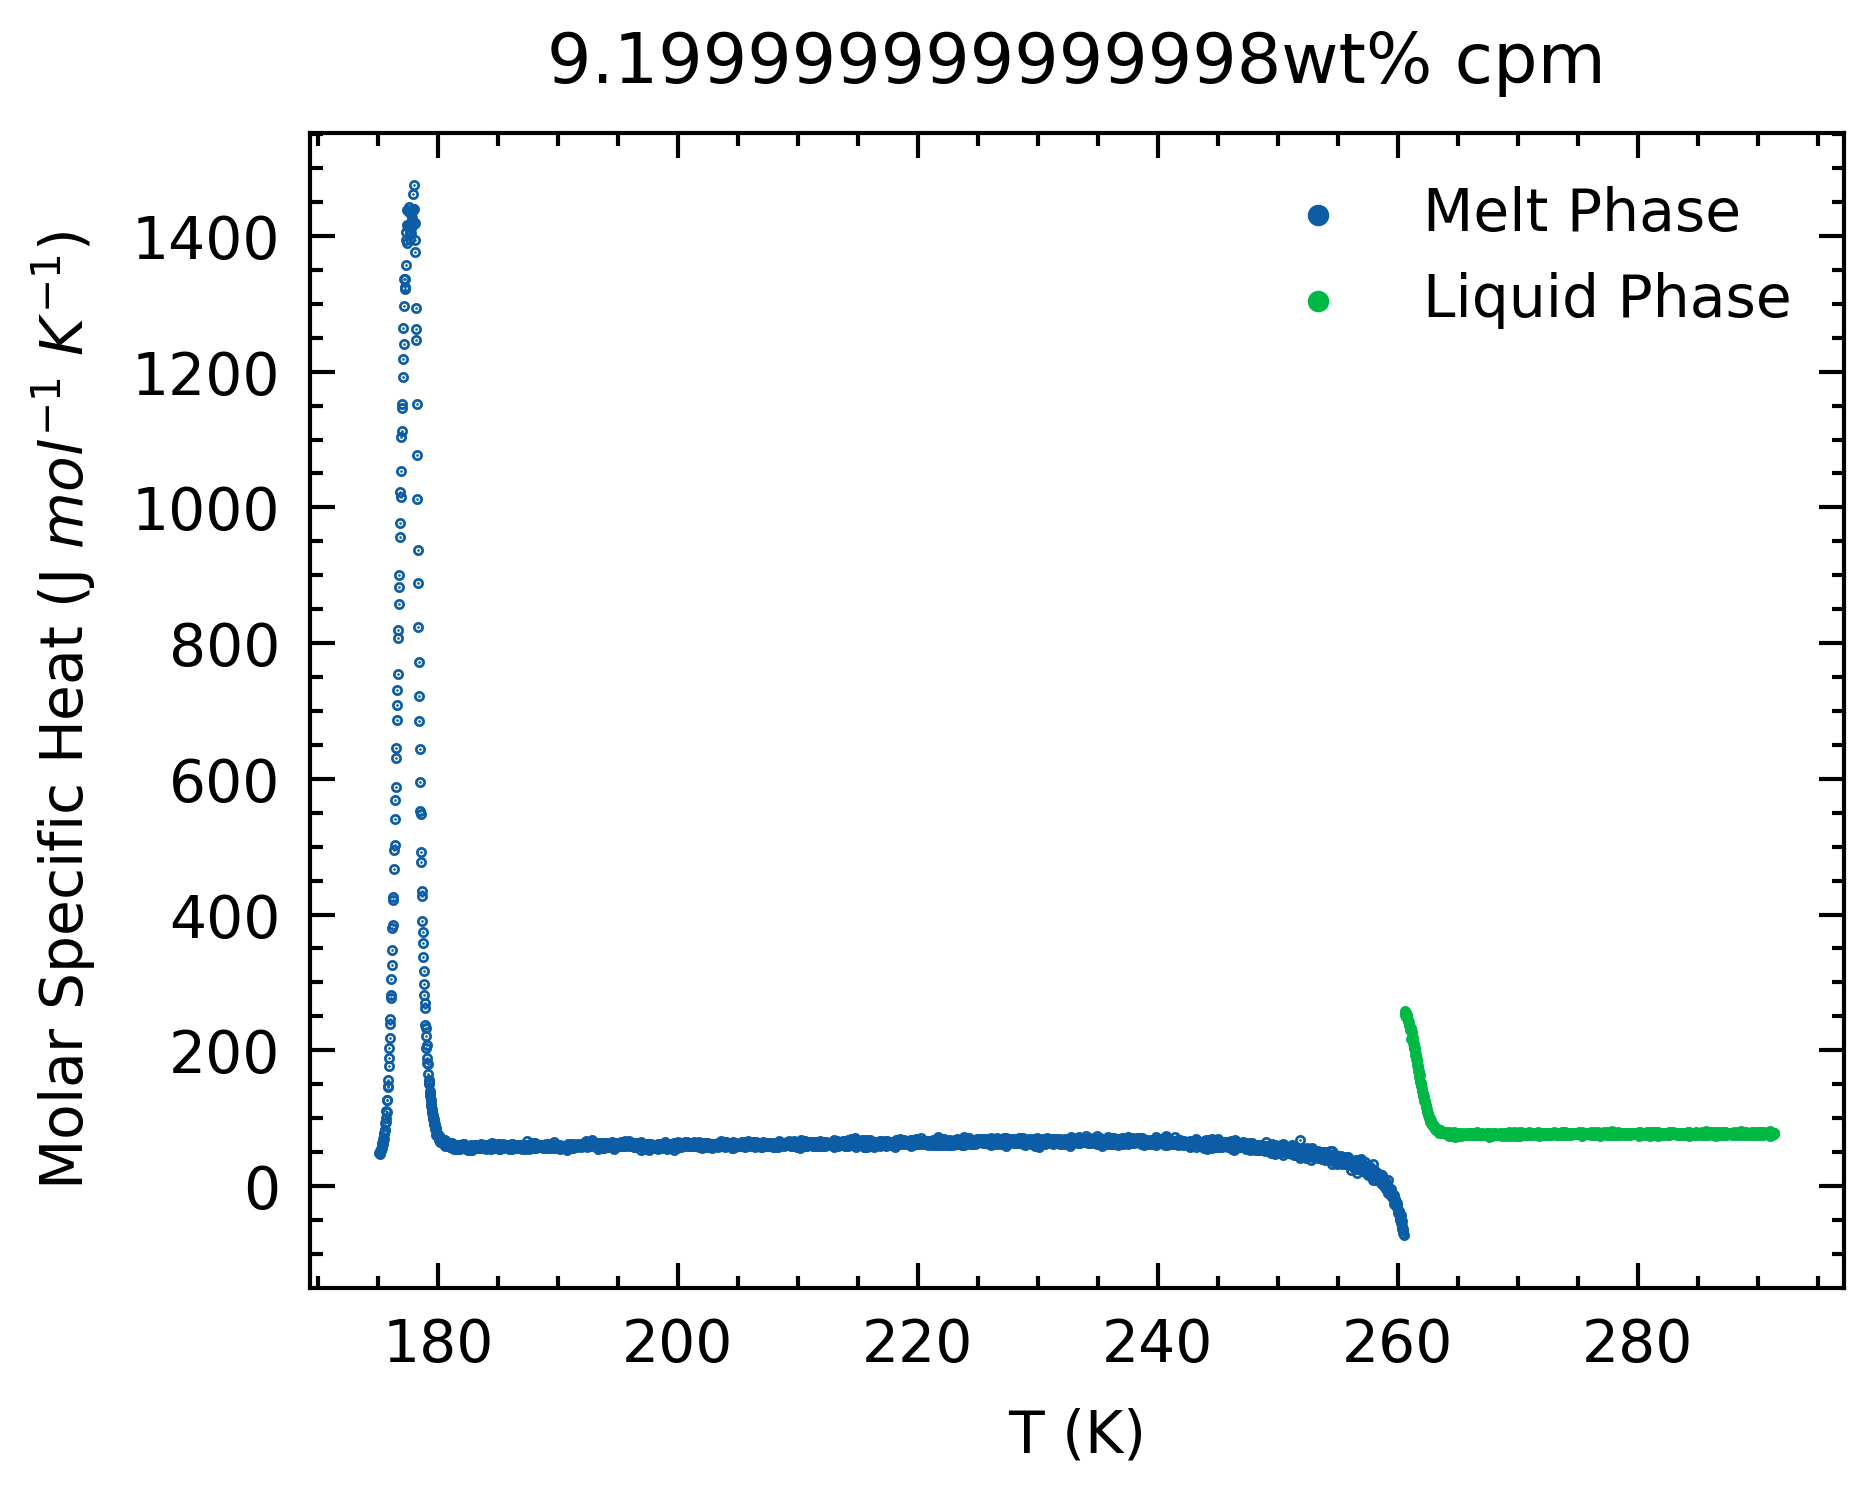 9.199999999999998wt% cpm
Melt Phase
Liquid Phase
Molar Specific Heat (J mol⁻¹ K⁻¹)
1400
1200
1000
800
600
400
200
0
180 200 220 240 260 280
T (K)